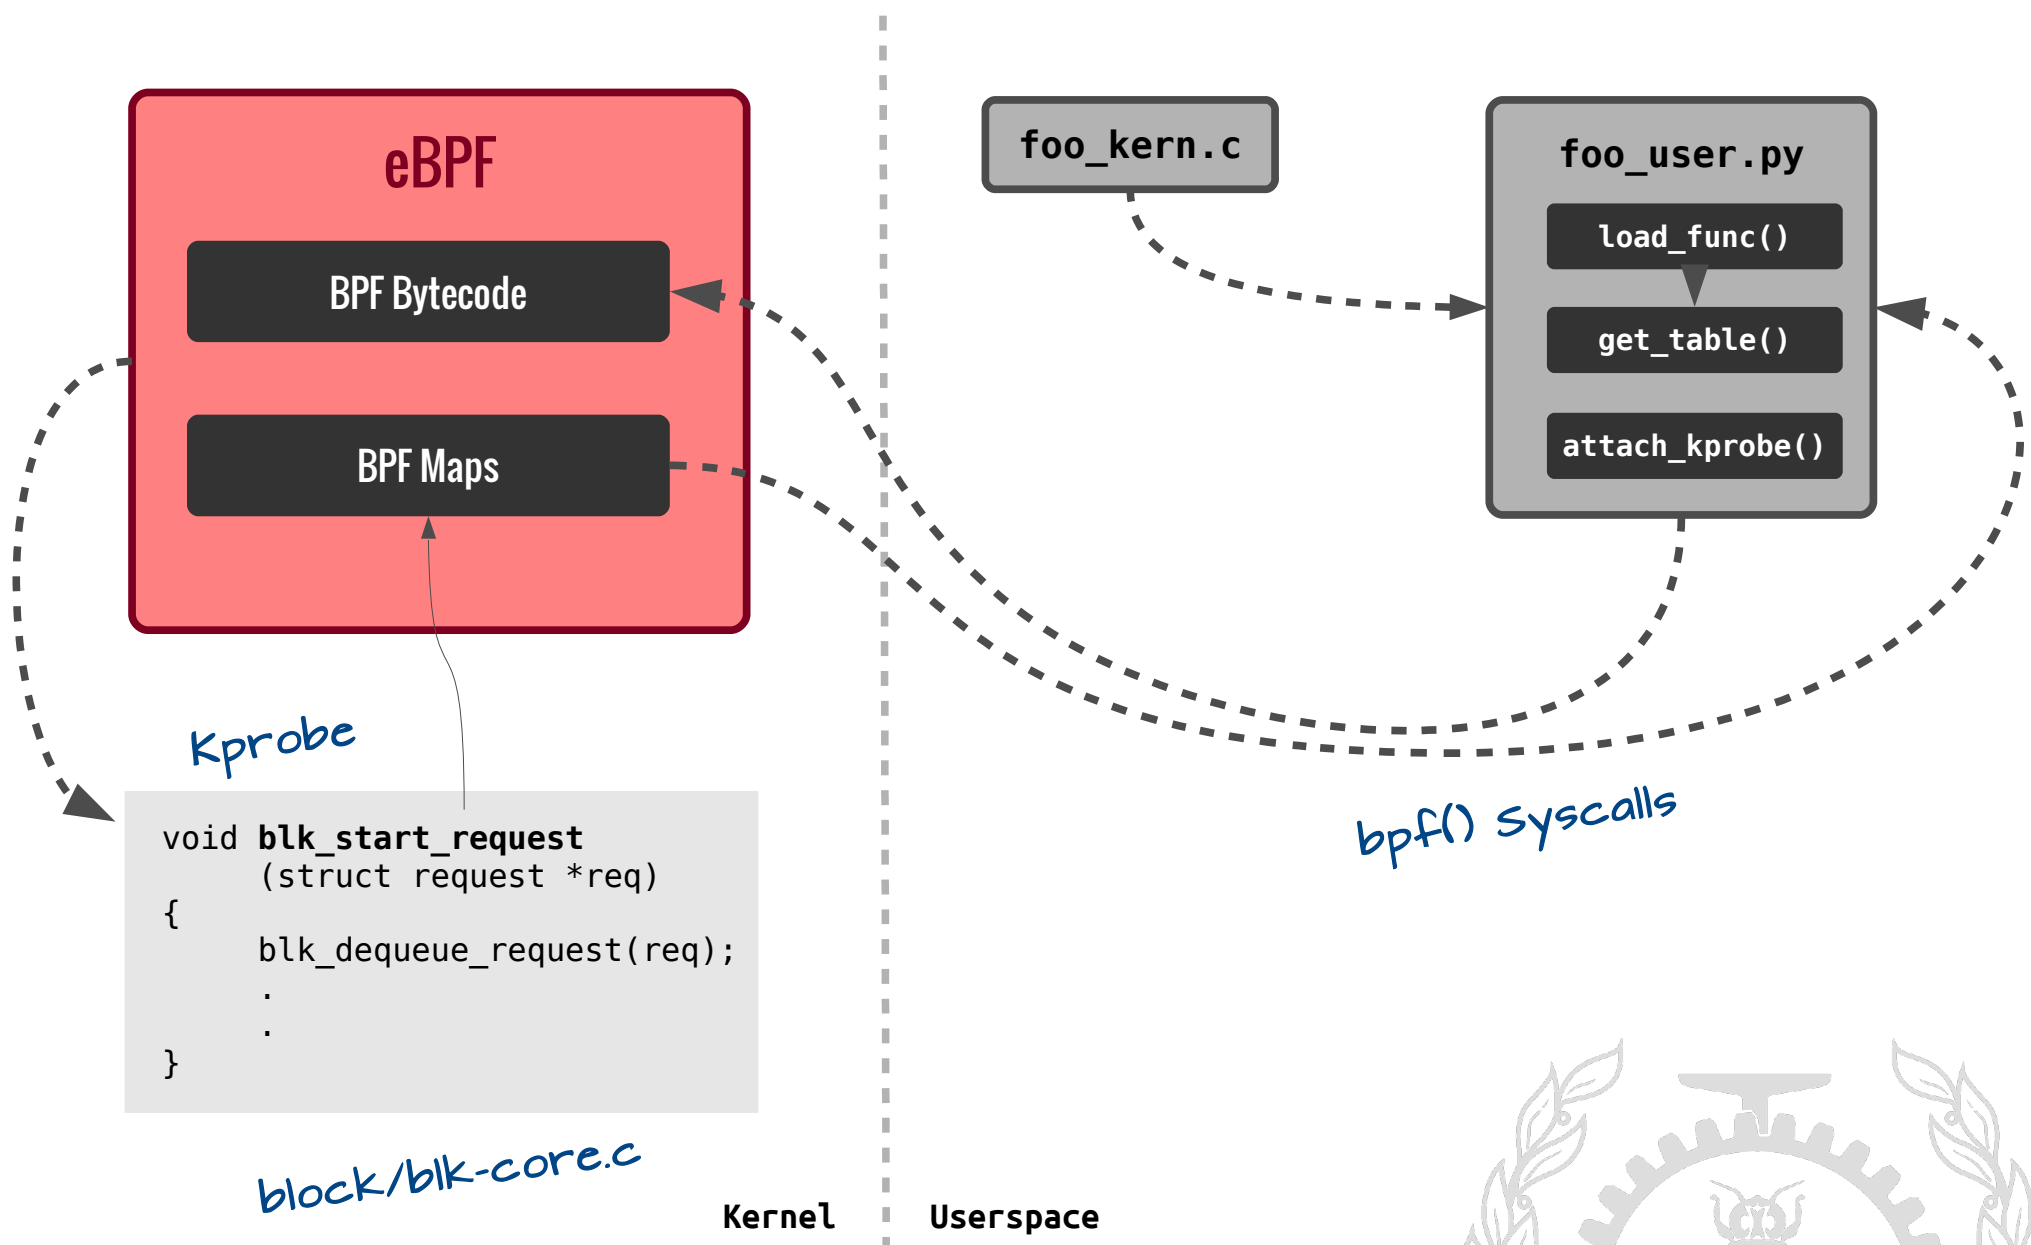 eBPF
BPF Bytecode
BPF Maps
foo_kern.c
foo_user.py
load_func()
get_table()
attach_kprobe()
Kprobe
void blk_start_request
(struct request *req)
{
blk_dequeue_request(req);
.
.
}
block/blk-core.c
bpf() Syscalls
Kernel
Userspace